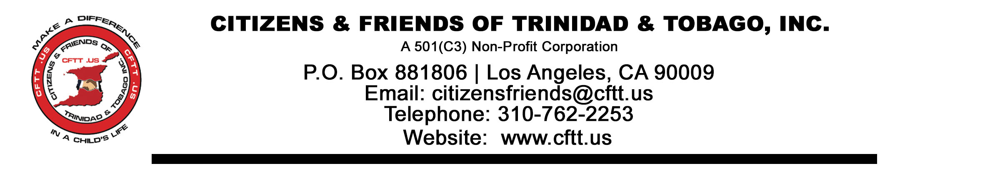 MAKE A DIFFERENCE
CFTT .US
CFTT .US
CITIZENS & FRIENDS OF
TRINIDAD & TOBAGO INC.
CFTT .US
IN A CHILD'S LIFE
CITIZENS & FRIENDS OF TRINIDAD & TOBAGO, INC.
A 501(C3) Non-Profit Corporation
P.O. Box 881806 | Los Angeles, CA 90009
Email: citizensfriends@cftt.us
Telephone: 310-762-2253
Website: www.cftt.us